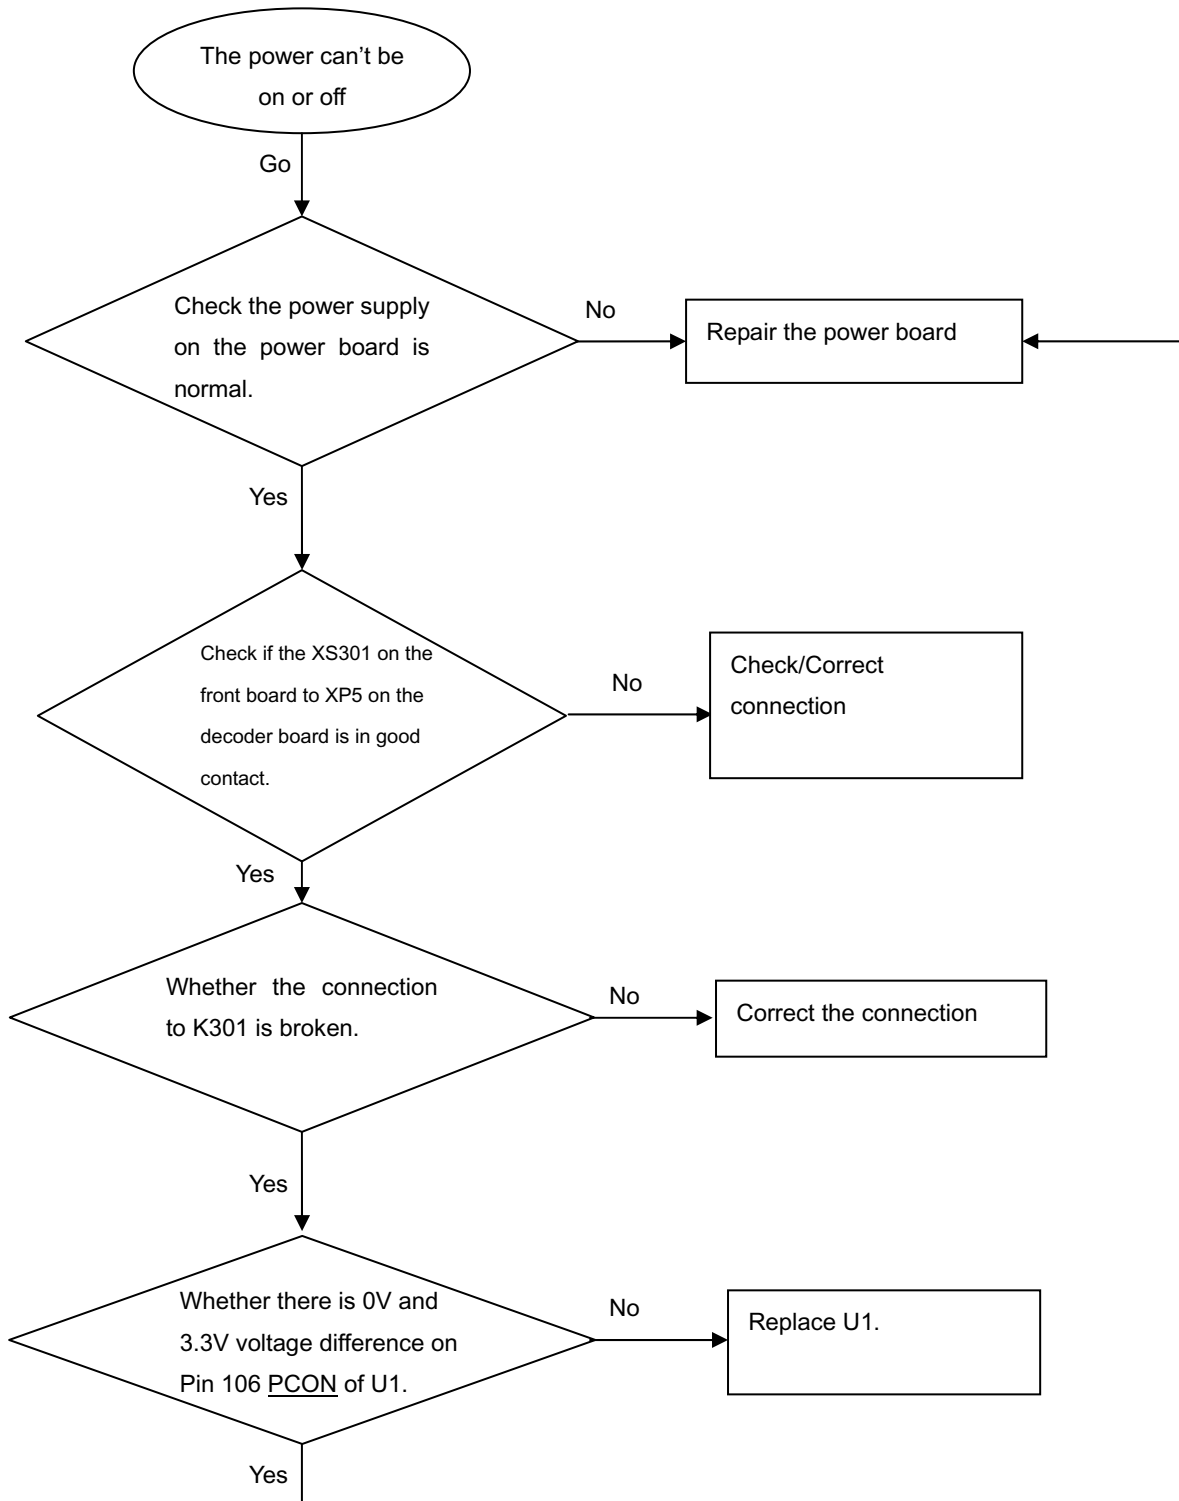 The power can’t be
on or off
Go
Check the power supply
on the power board is
normal.
No
Repair the power board
Yes
Check if the XS301 on the
front board to XP5 on the
decoder board is in good
contact.
No
Check/Correct
connection
Yes
Whether the connection
to K301 is broken.
No
Correct the connection
Yes
Whether there is 0V and
3.3V voltage difference on
Pin 106 PCON of U1.
No
Replace U1.
Yes